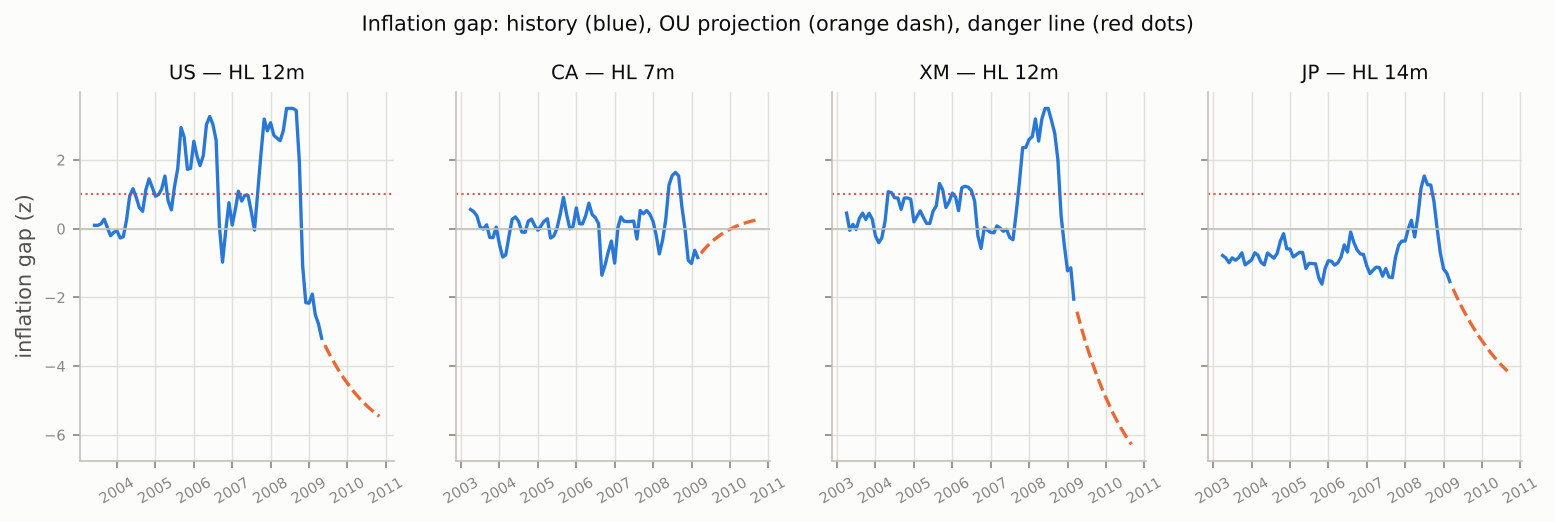 Inflation gap: history (blue), OU projection (orange dash), danger line (red dots)
US — HL 12m
CA — HL 7m
XM — HL 12m
JP — HL 14m
inflation gap (z)
2
0
−2
−4
−6
2004 2005 2006 2007 2008 2009 2010 2011
2003 2004 2005 2006 2007 2008 2009 2010 2011
2003 2004 2005 2006 2007 2008 2009 2010 2011
2003 2004 2005 2006 2007 2008 2009 2010 2011